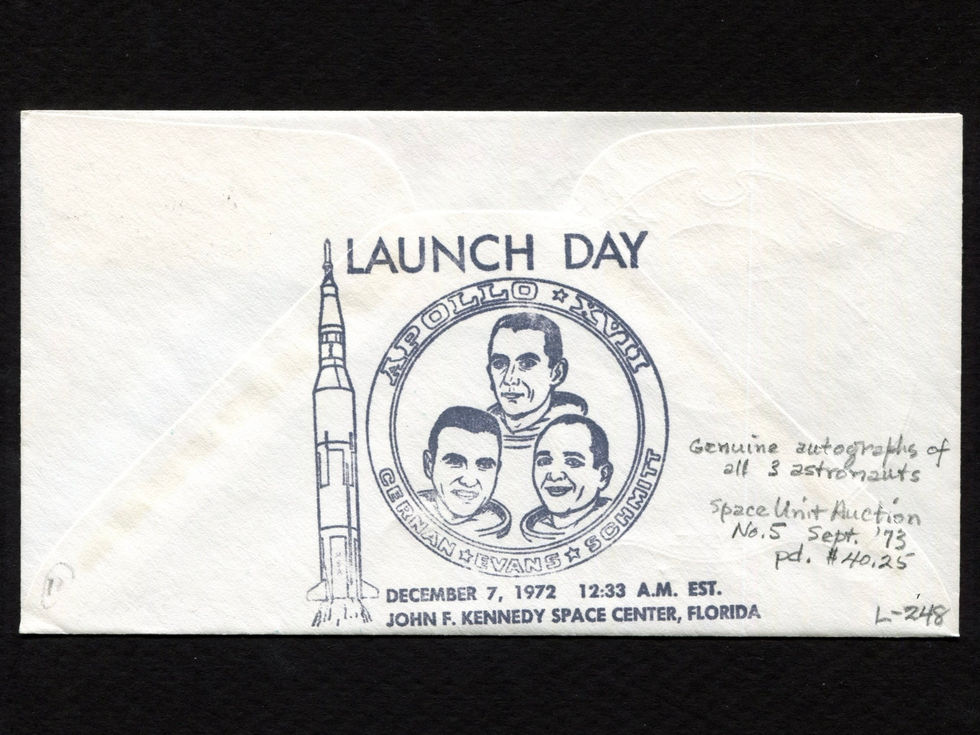 LAUNCH DAY
APOLLO ☆ XVII
CERNAN ☆ EVANS ☆ SCHMITT
DECEMBER 7, 1972 12:33 A.M. EST.
JOHN F. KENNEDY SPACE CENTER, FLORIDA
Genuine autographs of
all 3 astronauts
Space Unit Auction
No.5 Sept. '73
pd. $40.25
L-248